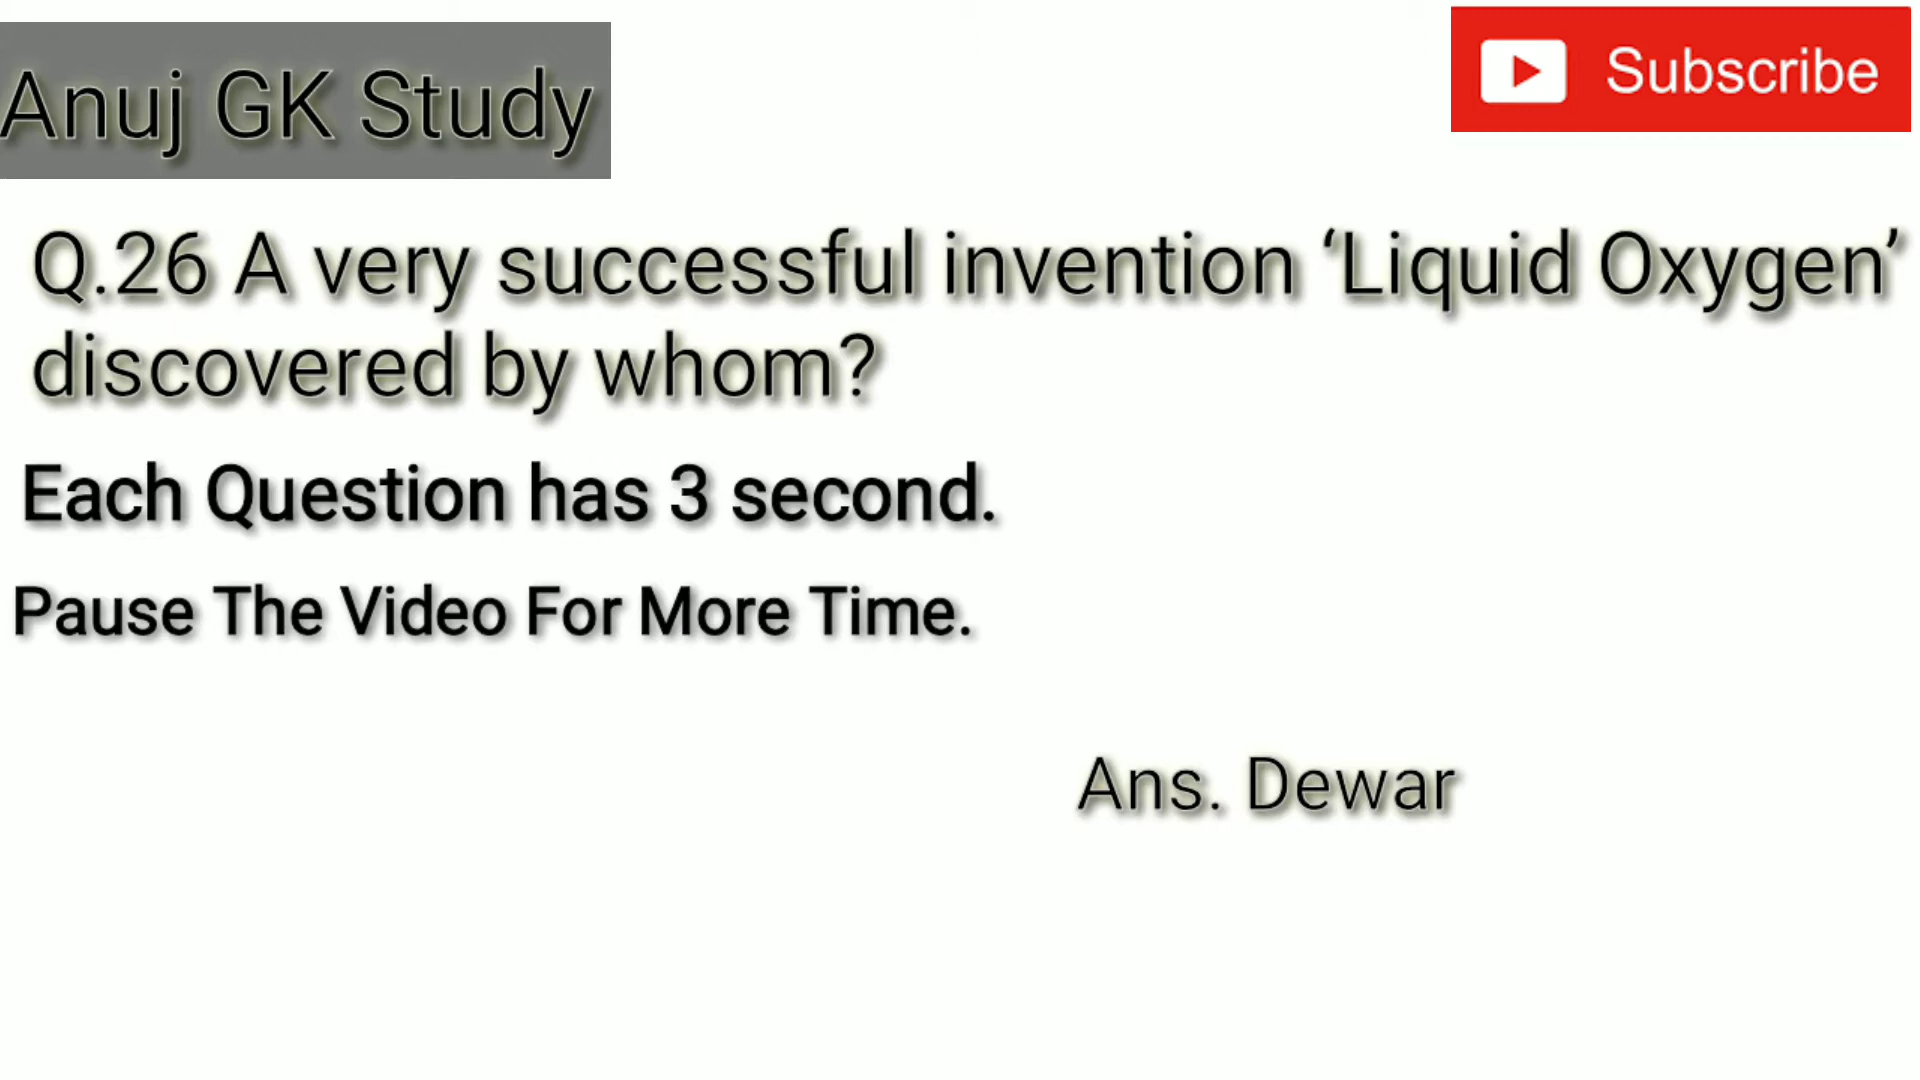 Anuj GK Study
Subscribe
Q.26 A very successful invention ‘Liquid Oxygen’
discovered by whom?
Each Question has 3 second.
Pause The Video For More Time.
Ans. Dewar